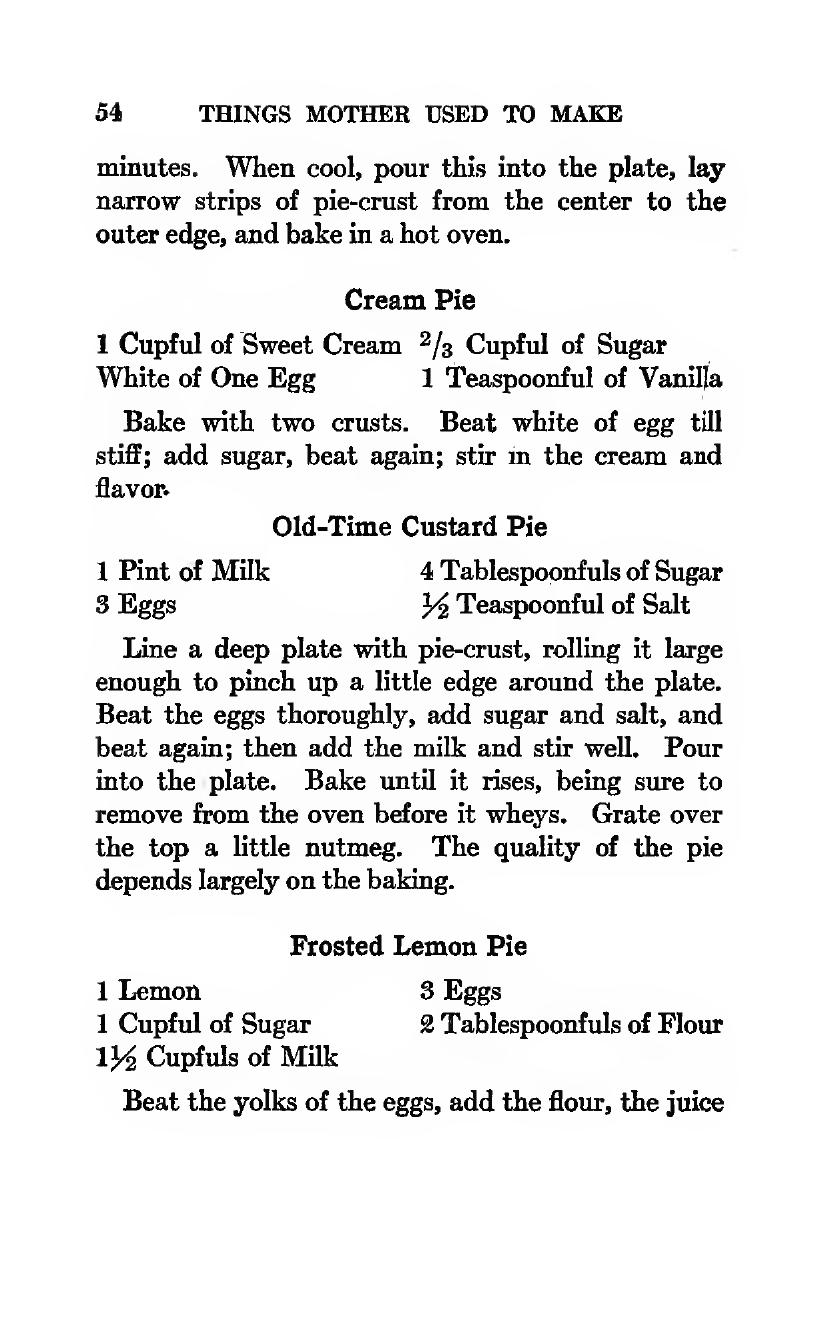 54 THINGS MOTHER USED TO MAKE
minutes. When cool, pour this into the plate, lay
narrow strips of pie-crust from the center to the
outer edge, and bake in a hot oven.
Cream Pie
1 Cupful of Sweet Cream 2/3 Cupful of Sugar
White of One Egg 1 Teaspoonful of Vanilla
Bake with two crusts. Beat white of egg till
stiff; add sugar, beat again; stir in the cream and
flavor.
Old-Time Custard Pie
1 Pint of Milk 4 Tablespoonfuls of Sugar
3 Eggs ½ Teaspoonful of Salt
Line a deep plate with pie-crust, rolling it large
enough to pinch up a little edge around the plate.
Beat the eggs thoroughly, add sugar and salt, and
beat again; then add the milk and stir well. Pour
into the plate. Bake until it rises, being sure to
remove from the oven before it wheys. Grate over
the top a little nutmeg. The quality of the pie
depends largely on the baking.
Frosted Lemon Pie
1 Lemon 3 Eggs
1 Cupful of Sugar 2 Tablespoonfuls of Flour
1½ Cupfuls of Milk
Beat the yolks of the eggs, add the flour, the juice